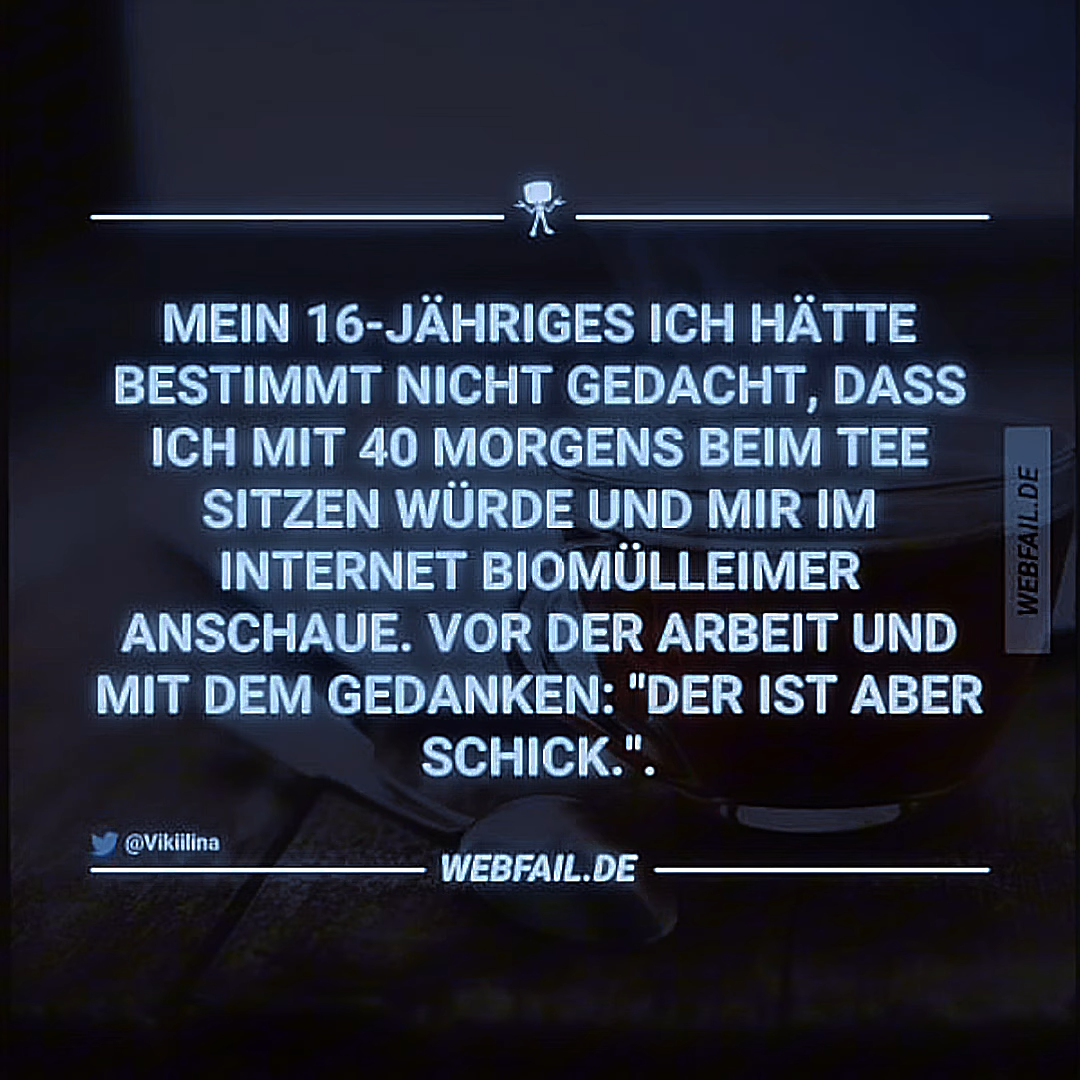 MEIN 16-JÄHRIGES ICH HÄTTE
BESTIMMT NICHT GEDACHT, DASS
ICH MIT 40 MORGENS BEIM TEE
SITZEN WÜRDE UND MIR IM
INTERNET BIOMÜLLEIMER
ANSCHAUE. VOR DER ARBEIT UND
MIT DEM GEDANKEN: "DER IST ABER
SCHICK.".
WEBFAIL.DE
@Vikiilina
WEBFAIL.DE